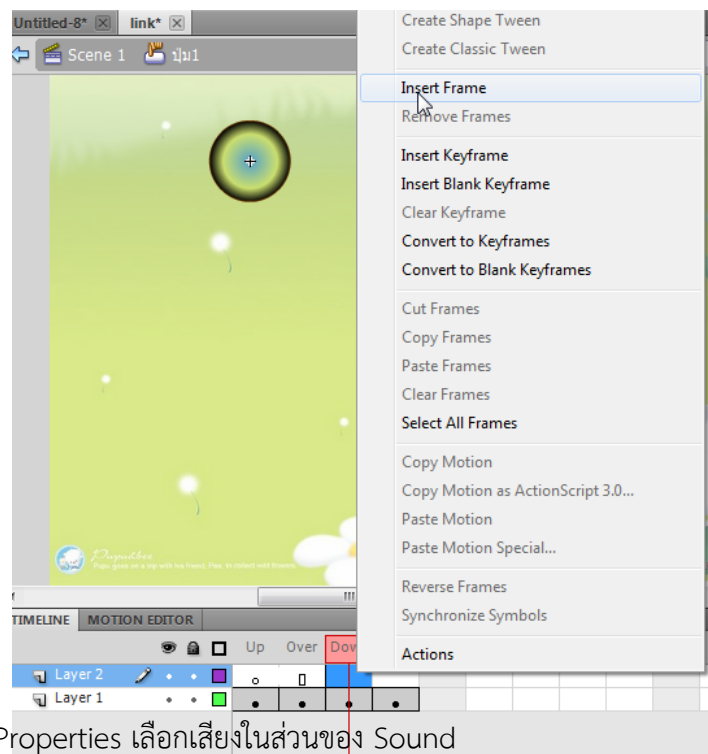 Untitled-8* link*
Scene 1 ปุ่ม1
Create Shape Tween
Create Classic Tween
Insert Frame
Remove Frames
Insert Keyframe
Insert Blank Keyframe
Clear Keyframe
Convert to Keyframes
Convert to Blank Keyframes
Cut Frames
Copy Frames
Paste Frames
Clear Frames
Select All Frames
Copy Motion
Copy Motion as ActionScript 3.0...
Paste Motion
Paste Motion Special...
Reverse Frames
Synchronize Symbols
Actions
TIMELINE MOTION EDITOR
Up Over Dow
Layer 2
Layer 1
Properties เลือกเสียงในส่วนของ Sound